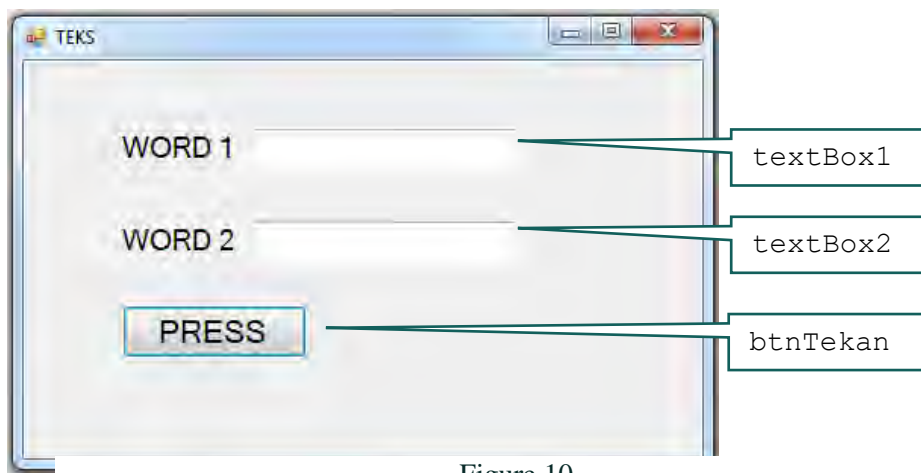 TEKS
WORD 1
textBox1
WORD 2
textBox2
PRESS
btnTekan
Figure 10